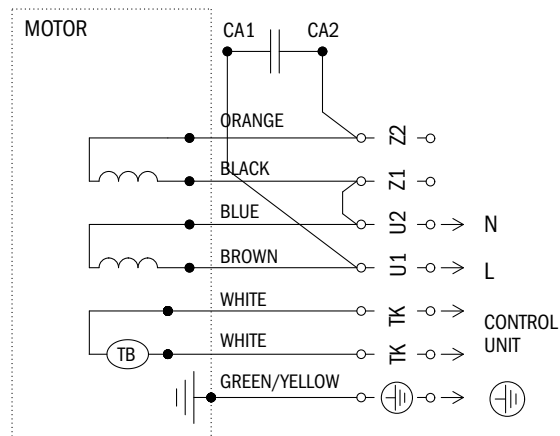 MOTOR
CA1 CA2
ORANGE Z2
BLACK Z1
BLUE U2 N
BROWN U1 L
WHITE TK
CONTROL
UNIT
TB WHITE TK
GREEN/YELLOW